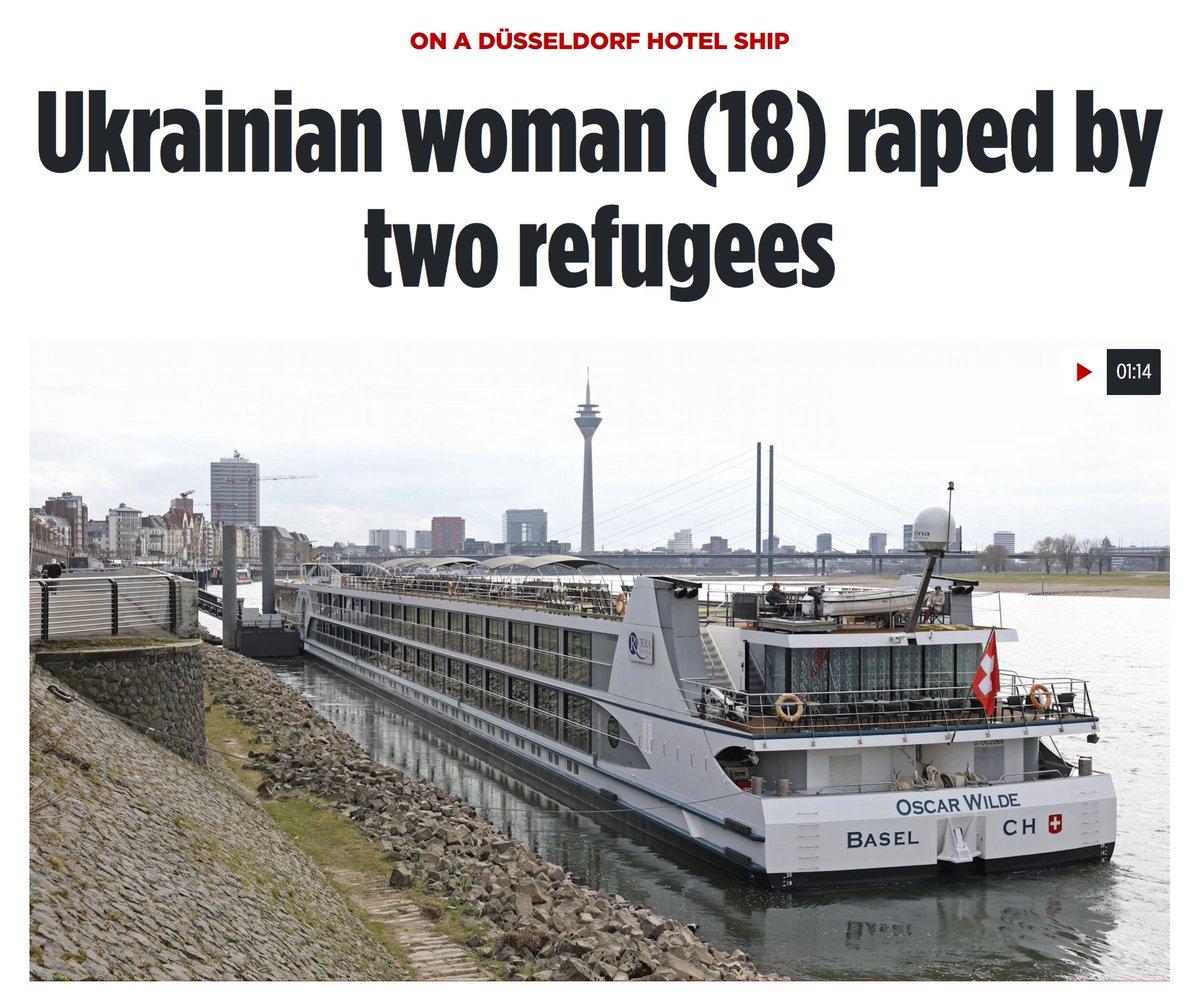 ON A DÜSSELDORF HOTEL SHIP
Ukrainian woman (18) raped by
two refugees
01:14
OSCAR WILDE
BASEL
CH